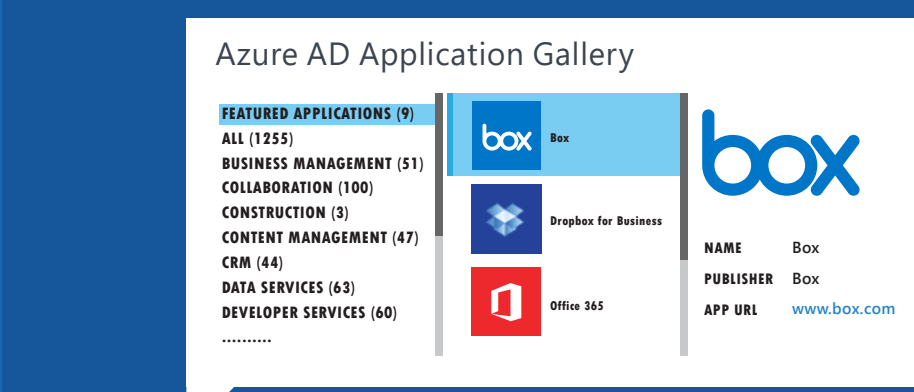 Azure AD Application Gallery
FEATURED APPLICATIONS (9)
ALL (1255)
BUSINESS MANAGEMENT (51)
COLLABORATION (100)
CONSTRUCTION (3)
CONTENT MANAGEMENT (47)
CRM (44)
DATA SERVICES (63)
DEVELOPER SERVICES (60)
..........
box
Box
Dropbox for Business
Office 365
box
NAME Box
PUBLISHER Box
APP URL www.box.com